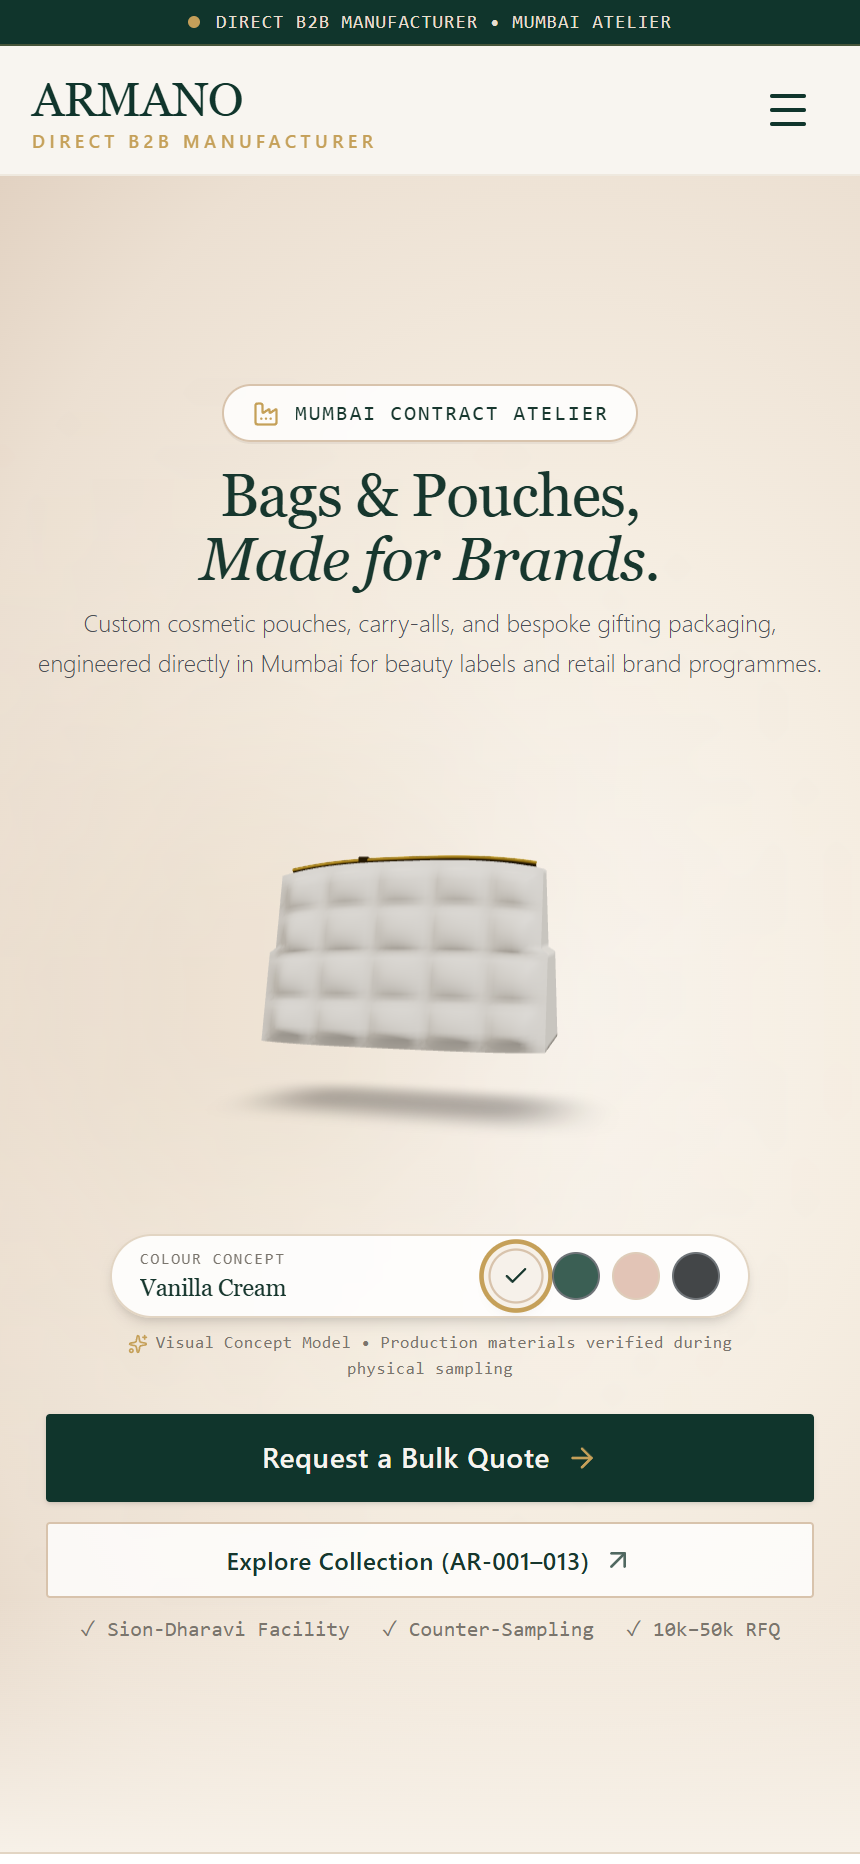 DIRECT B2B MANUFACTURER • MUMBAI ATELIER
ARMANO
DIRECT B2B MANUFACTURER
MUMBAI CONTRACT ATELIER
Bags & Pouches,
Made for Brands.
Custom cosmetic pouches, carry-alls, and bespoke gifting packaging,
engineered directly in Mumbai for beauty labels and retail brand programmes.
COLOUR CONCEPT
Vanilla Cream
Visual Concept Model • Production materials verified during
physical sampling
Request a Bulk Quote →
Explore Collection (AR-001–013) ↗
✓ Sion-Dharavi Facility ✓ Counter-Sampling ✓ 10k–50k RFQ